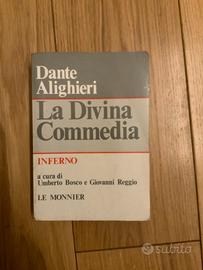 Dante
Alighieri
La Divina
Commedia
INFERNO
a cura di
Umberto Bosco e Giovanni Reggio
LE MONNIER
subito